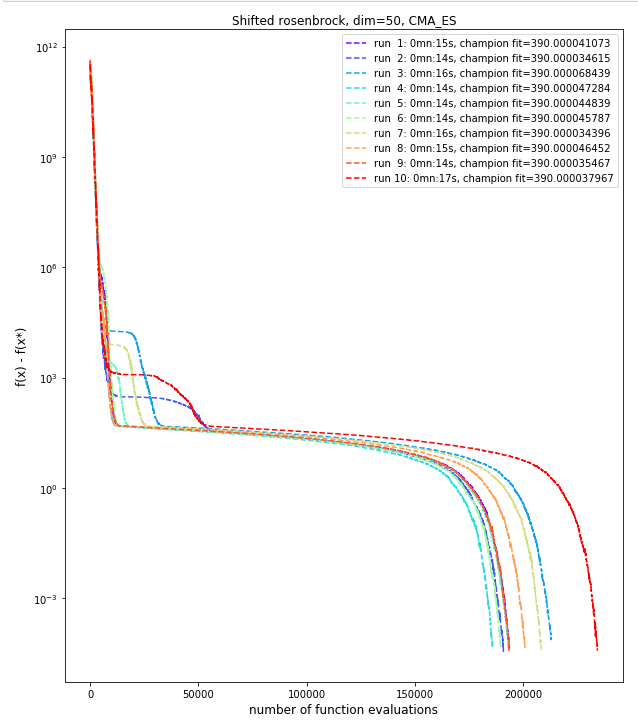 Shifted rosenbrock, dim=50, CMA_ES
run 1: 0mn:15s, champion fit=390.000041073
run 2: 0mn:14s, champion fit=390.000034615
run 3: 0mn:16s, champion fit=390.000068439
run 4: 0mn:14s, champion fit=390.000047284
run 5: 0mn:14s, champion fit=390.000044839
run 6: 0mn:14s, champion fit=390.000045787
run 7: 0mn:16s, champion fit=390.000034396
run 8: 0mn:15s, champion fit=390.000046452
run 9: 0mn:14s, champion fit=390.000035467
run 10: 0mn:17s, champion fit=390.000037967
10¹²
10⁹
10⁶
10³
10⁰
10⁻³
f(x) - f(x*)
0 50000 100000 150000 200000
number of function evaluations